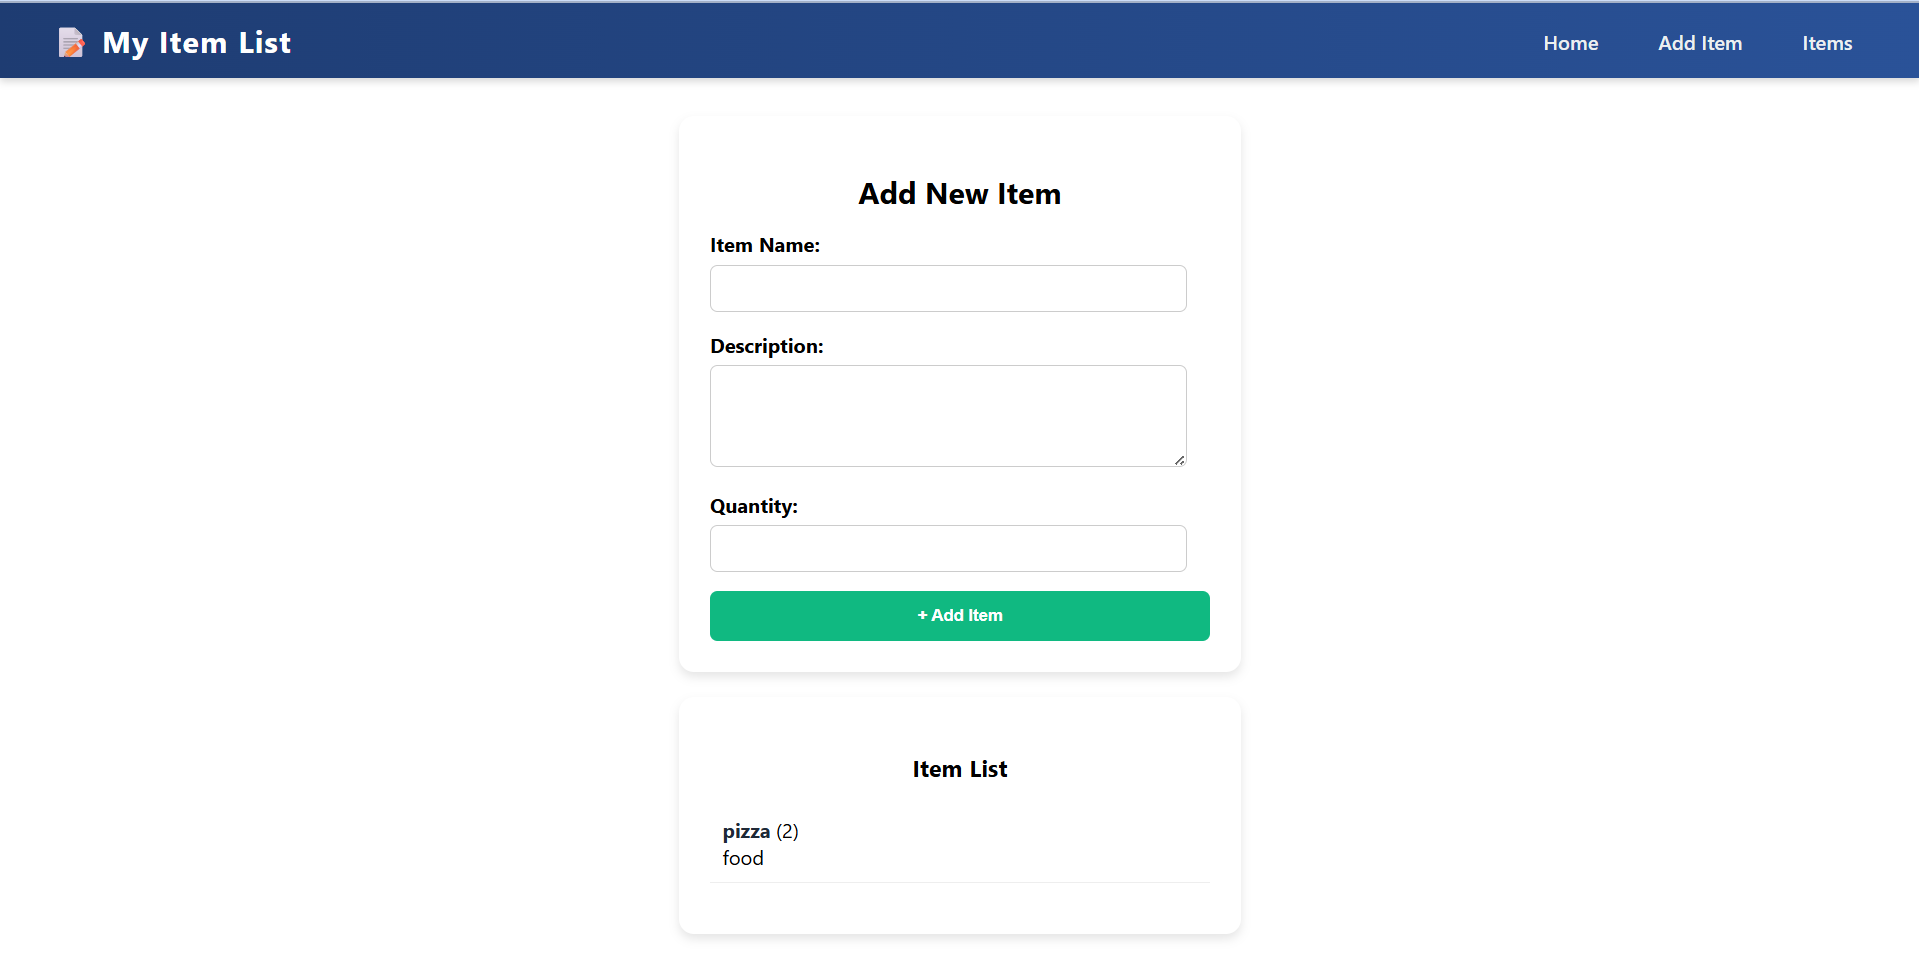 My Item List
Home Add Item Items
Add New Item
Item Name:
Description:
Quantity:
+ Add Item
Item List
pizza (2)
food